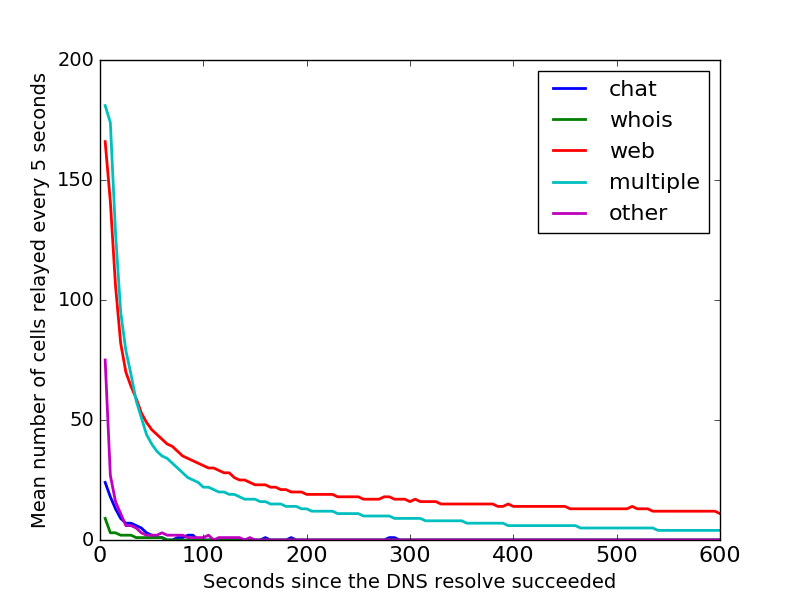 Mean number of cells relayed every 5 seconds
200
150
100
50
0
chat
whois
web
multiple
other
0 100 200 300 400 500 600
Seconds since the DNS resolve succeeded